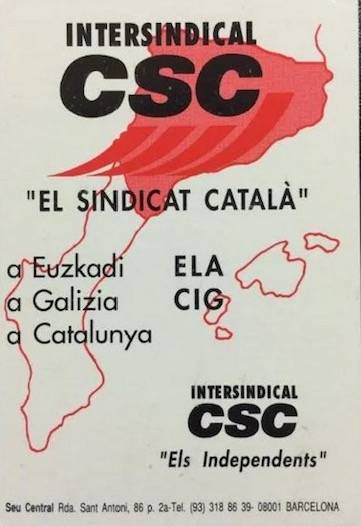 INTERSINDICAL
CSC
"EL SINDICAT CATALÀ"
a Euzkadi ELA
a Galizia CIG
a Catalunya
INTERSINDICAL
CSC
"Els Independents"
Seu Central Rda. Sant Antoni, 86 p. 2a-Tel. (93) 318 86 39- 08001 BARCELONA